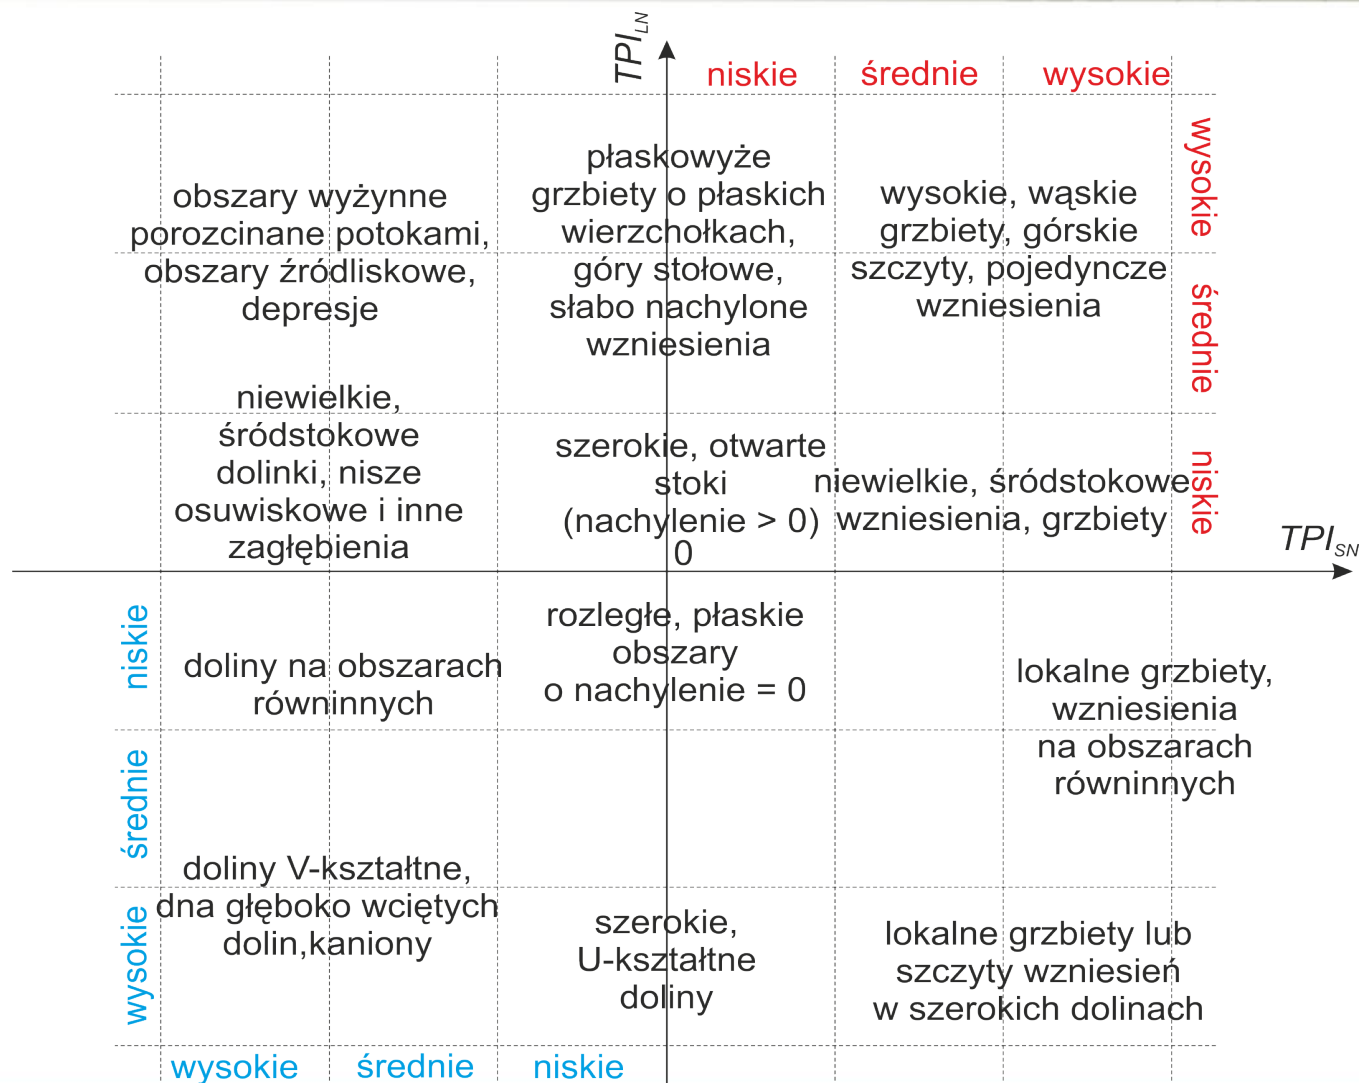 TPI LN
niskie
średnie
wysokie
wysokie
średnie
niskie
obszary wyżynne
porozcinane potokami,
obszary źródliskowe,
depresje
płaskowyże
grzbiety o płaskich
wierzchołkach,
góry stołowe,
słabo nachylone
wzniesienia
wysokie, wąskie
grzbiety, górskie
szczyty, pojedyncze
wzniesienia
niewielkie,
śródstokowe
dolinki, nisze
osuwiskowe i inne
zagłębienia
szerokie, otwarte
stoki
(nachylenie > 0)
0
niewielkie, śródstokowe
wzniesienia, grzbiety
TPI SN
niskie
średnie
wysokie
doliny na obszarach
równinnych
rozległe, płaskie
obszary
o nachylenie = 0
lokalne grzbiety,
wzniesienia
na obszarach
równinnych
doliny V-kształtne,
dna głęboko wciętych
dolin,kaniony
szerokie,
U-kształtne
doliny
lokalne grzbiety lub
szczyty wzniesień
w szerokich dolinach
wysokie
średnie
niskie